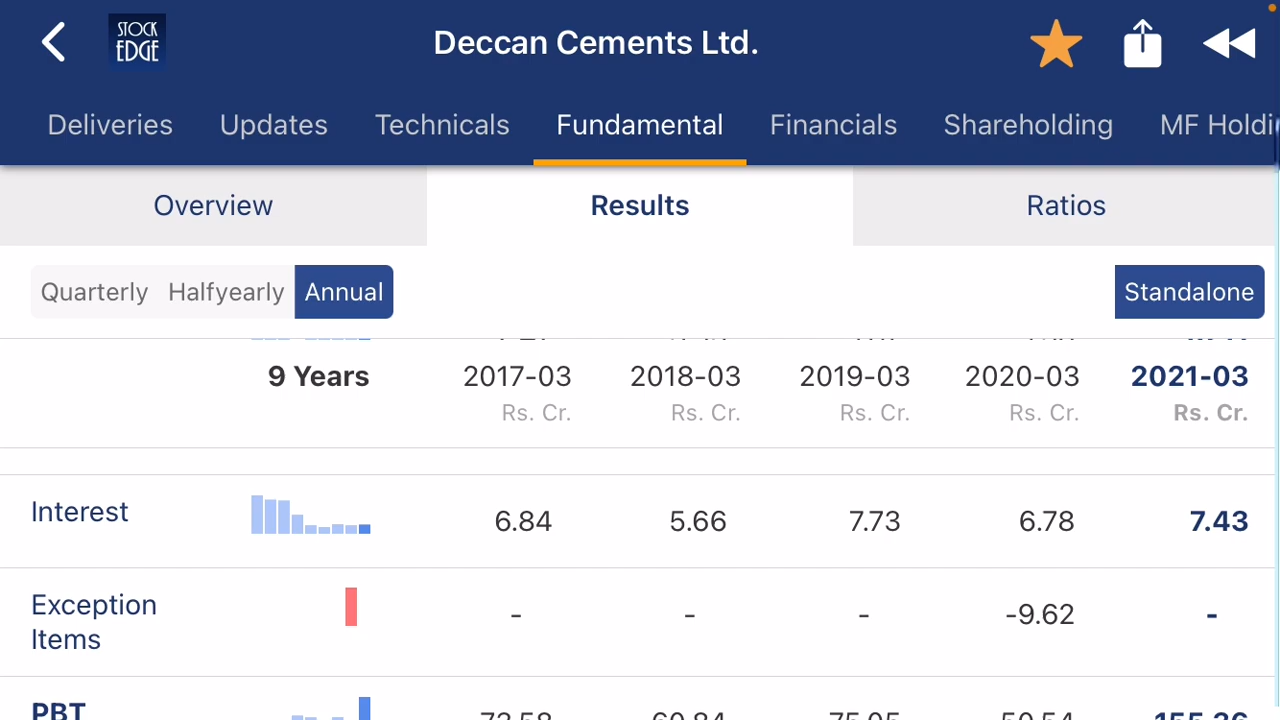 STOCK
EDGE
Deccan Cements Ltd.
Deliveries Updates Technicals Fundamental Financials Shareholding MF Holdi
Overview Results Ratios
Quarterly Halfyearly Annual Standalone
9 Years 2017-03 2018-03 2019-03 2020-03 2021-03
Rs. Cr. Rs. Cr. Rs. Cr. Rs. Cr. Rs. Cr.
Interest 6.84 5.66 7.73 6.78 7.43
Exception
Items - - - -9.62 -
PBT